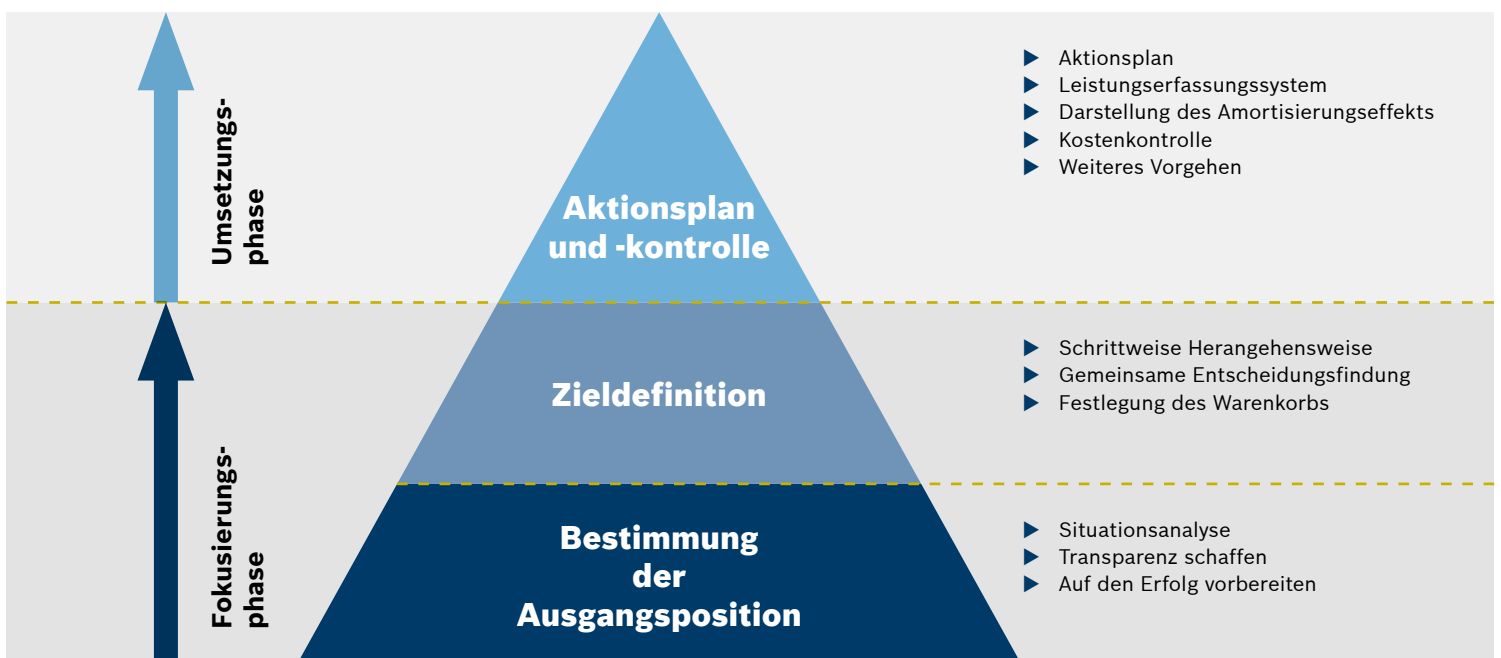 Umsetzungs-
phase
Aktionsplan
und -kontrolle
Aktionsplan
Leistungserfassungssystem
Darstellung des Amortisierungseffekts
Kostenkontrolle
Weiteres Vorgehen
Fokusierungs-
phase
Zieldefinition
Schrittweise Herangehensweise
Gemeinsame Entscheidungsfindung
Festlegung des Warenkorbs
Bestimmung
der
Ausgangsposition
Situationsanalyse
Transparenz schaffen
Auf den Erfolg vorbereiten